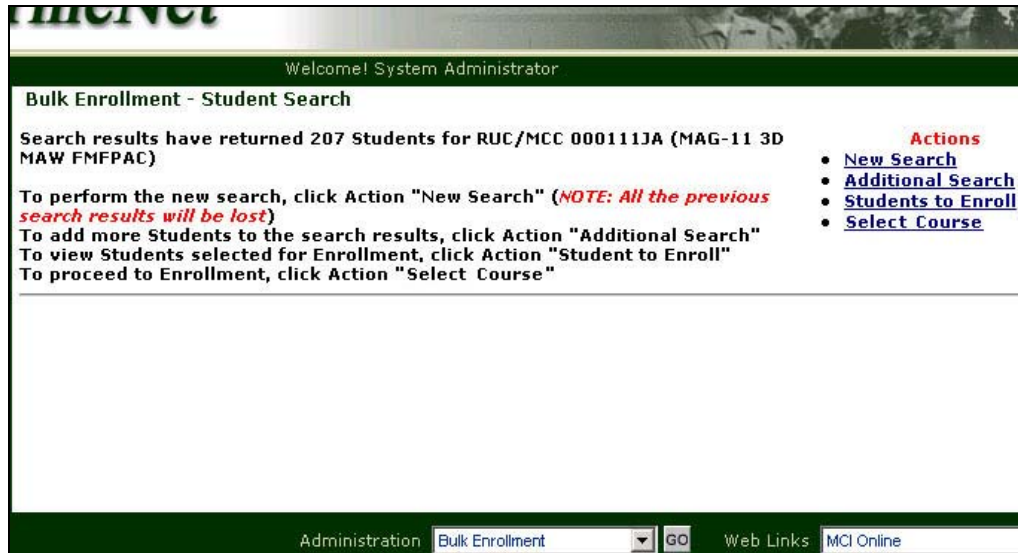 Welcome! System Administrator
Bulk Enrollment - Student Search
Search results have returned 207 Students for RUC/MCC 000111JA (MAG-11 3D
MAW FMFPAC)
To perform the new search, click Action "New Search" (NOTE: All the previous
search results will be lost)
To add more Students to the search results, click Action "Additional Search"
To view Students selected for Enrollment, click Action "Student to Enroll"
To proceed to Enrollment, click Action "Select Course"
Actions
New Search
Additional Search
Students to Enroll
Select Course
Administration Bulk Enrollment GO Web Links MCI Online